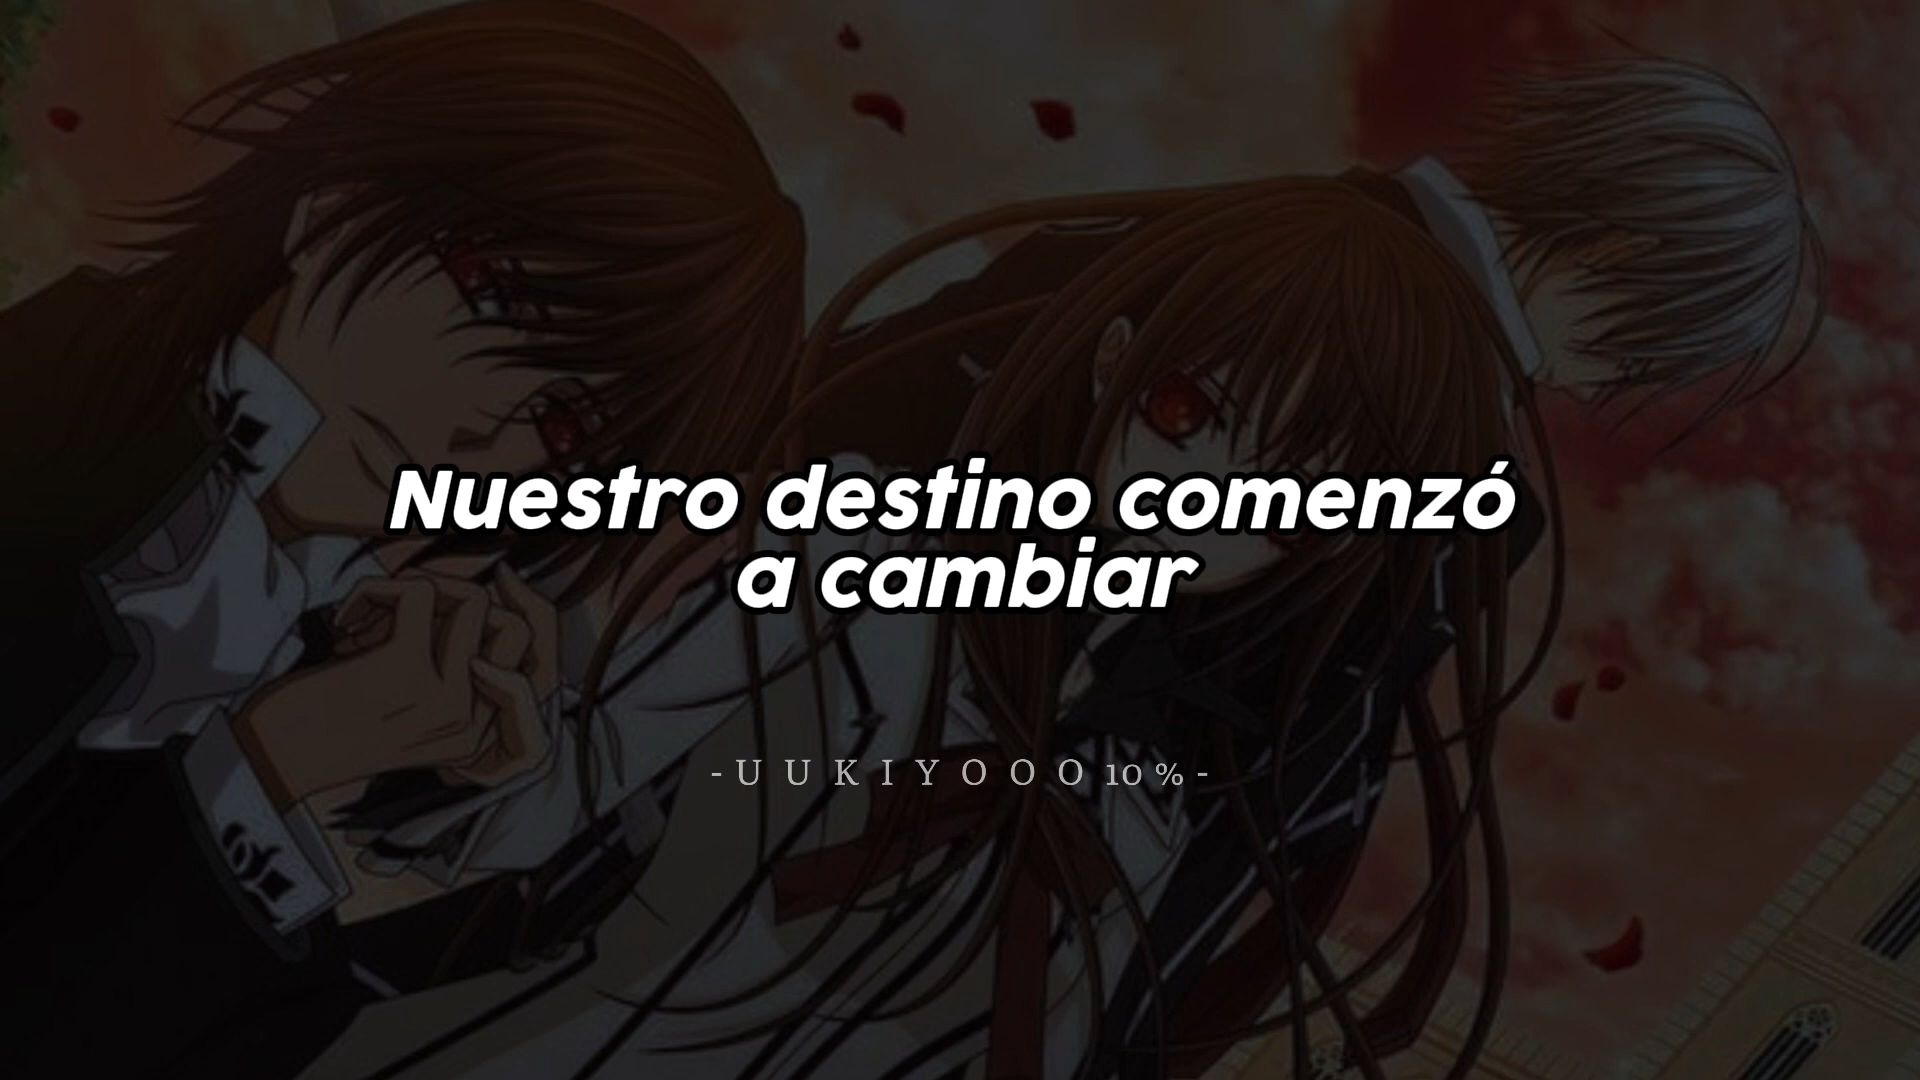 Nuestro destino comenzó
a cambiar
- U U K I Y O O O 10 % -